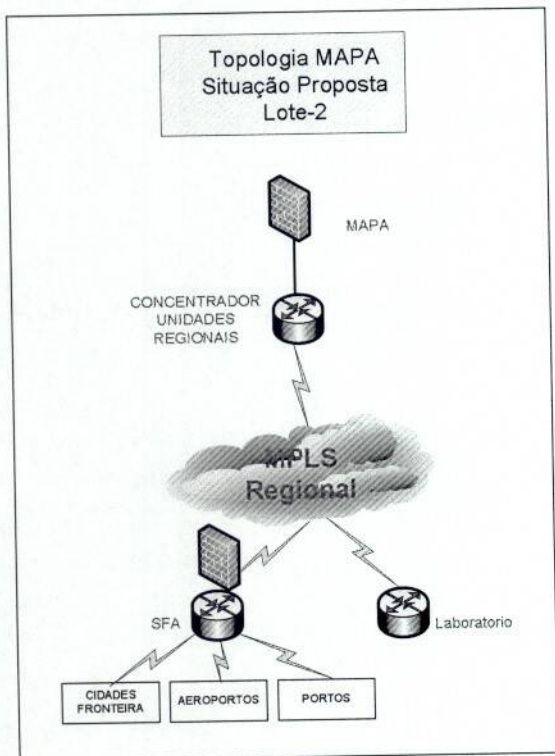 Topologia MAPA
Situação Proposta
Lote-2
MAPA
CONCENTRADOR
UNIDADES
REGIONAIS
MPLS
Regional
SFA
Laboratorio
CIDADES
FRONTEIRA
AEROPORTOS
PORTOS